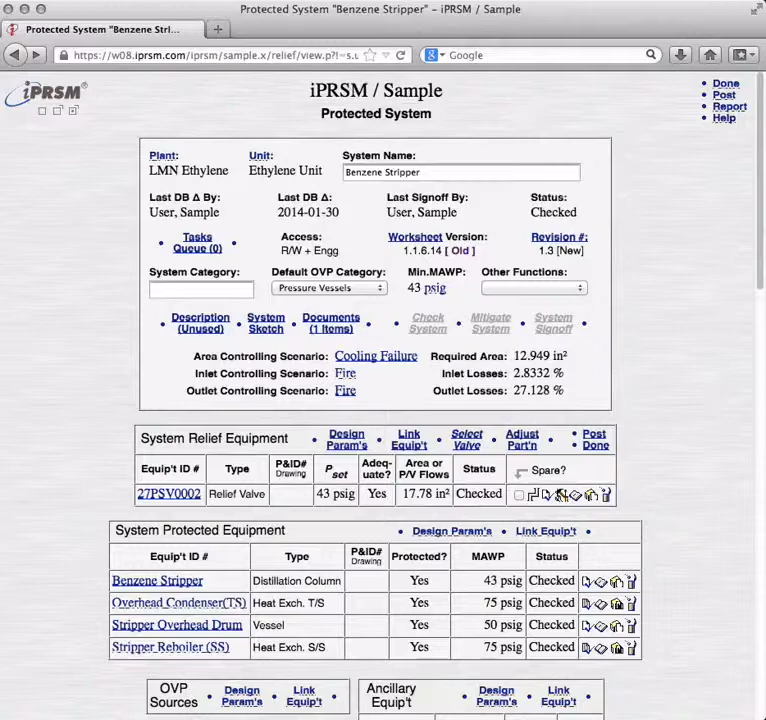 Protected System "Benzene Stripper" – iPRSM / Sample
Protected System "Benzene Stri... +
https://w08.iprsm.com/iprsm/sample.x/relief/view.p?!=s.u
Google
iPRSM®
iPRSM / Sample
Protected System
Done
Post
Report
Help
Plant: Unit: System Name:
LMN Ethylene Ethylene Unit Benzene Stripper
Last DB Δ By: Last DB Δ: Last Signoff By: Status:
User, Sample 2014-01-30 User, Sample Checked
Tasks Queue (0) Access: Worksheet Version: Revision #:
R/W + Engg 1.1.6.14 [ Old ] 1.3 [New]
System Category: Default OVP Category: Min.MAWP: Other Functions:
Pressure Vessels 43 psig
Description System Documents Check Mitigate System
(Unused) Sketch (1 Items) System System Signoff
Area Controlling Scenario: Cooling Failure Required Area: 12.949 in²
Inlet Controlling Scenario: Fire Inlet Losses: 2.8332 %
Outlet Controlling Scenario: Fire Outlet Losses: 27.128 %
System Relief Equipment Design Param's Link Equip't Select Valve Adjust Part'n Post Done
Equip't ID # Type P&ID# Drawing Pset Adequate? Area or P/V Flows Status Spare?
27PSV0002 Relief Valve 43 psig Yes 17.78 in² Checked
System Protected Equipment Design Param's Link Equip't
Equip't ID # Type P&ID# Drawing Protected? MAWP Status
Benzene Stripper Distillation Column Yes 43 psig Checked
Overhead Condenser(TS) Heat Exch. T/S Yes 75 psig Checked
Stripper Overhead Drum Vessel Yes 50 psig Checked
Stripper Reboiler (SS) Heat Exch. S/S Yes 75 psig Checked
OVP Design Link Ancillary Design Link
Sources Param's Equip't Equip't Param's Equip't